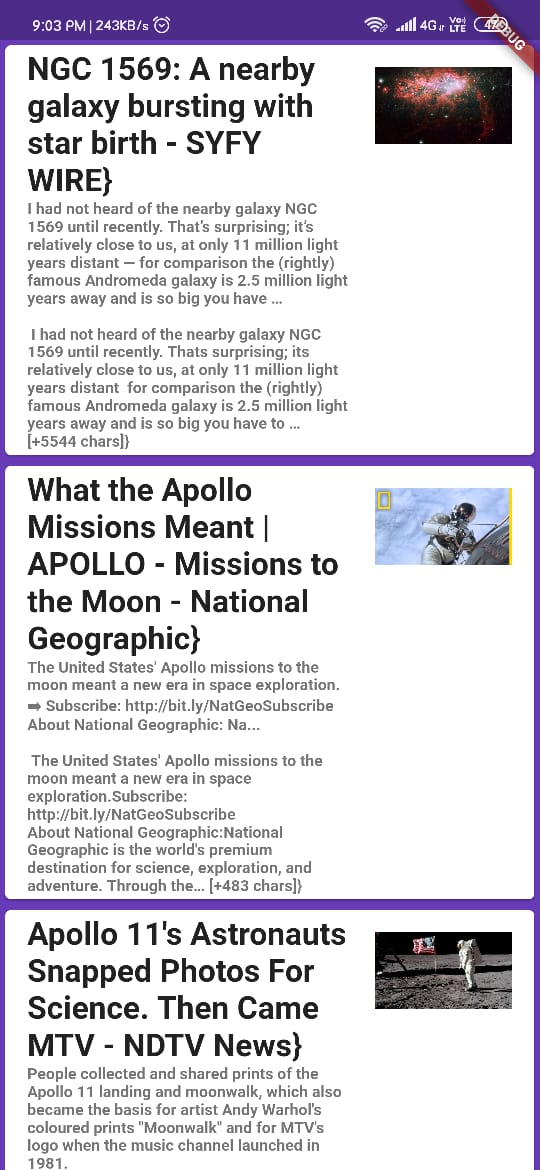 9:03 PM | 243KB/s
4G
Vo)
LTE
DEBUG
NGC 1569: A nearby
galaxy bursting with
star birth - SYFY
WIRE}
I had not heard of the nearby galaxy NGC
1569 until recently. That’s surprising; it’s
relatively close to us, at only 11 million light
years distant — for comparison the (rightly)
famous Andromeda galaxy is 2.5 million light
years away and is so big you have ...
I had not heard of the nearby galaxy NGC
1569 until recently. Thats surprising; its
relatively close to us, at only 11 million light
years distant  for comparison the (rightly)
famous Andromeda galaxy is 2.5 million light
years away and is so big you have to …
[+5544 chars]}
What the Apollo
Missions Meant |
APOLLO - Missions to
the Moon - National
Geographic}
The United States' Apollo missions to the
moon meant a new era in space exploration.
➡ Subscribe: http://bit.ly/NatGeoSubscribe
About National Geographic: Na...
The United States' Apollo missions to the
moon meant a new era in space
exploration.Subscribe:
http://bit.ly/NatGeoSubscribe
About National Geographic:National
Geographic is the world's premium
destination for science, exploration, and
adventure. Through the… [+483 chars]}
Apollo 11's Astronauts
Snapped Photos For
Science. Then Came
MTV - NDTV News}
People collected and shared prints of the
Apollo 11 landing and moonwalk, which also
became the basis for artist Andy Warhol's
coloured prints "Moonwalk" and for MTV's
logo when the music channel launched in
1981.